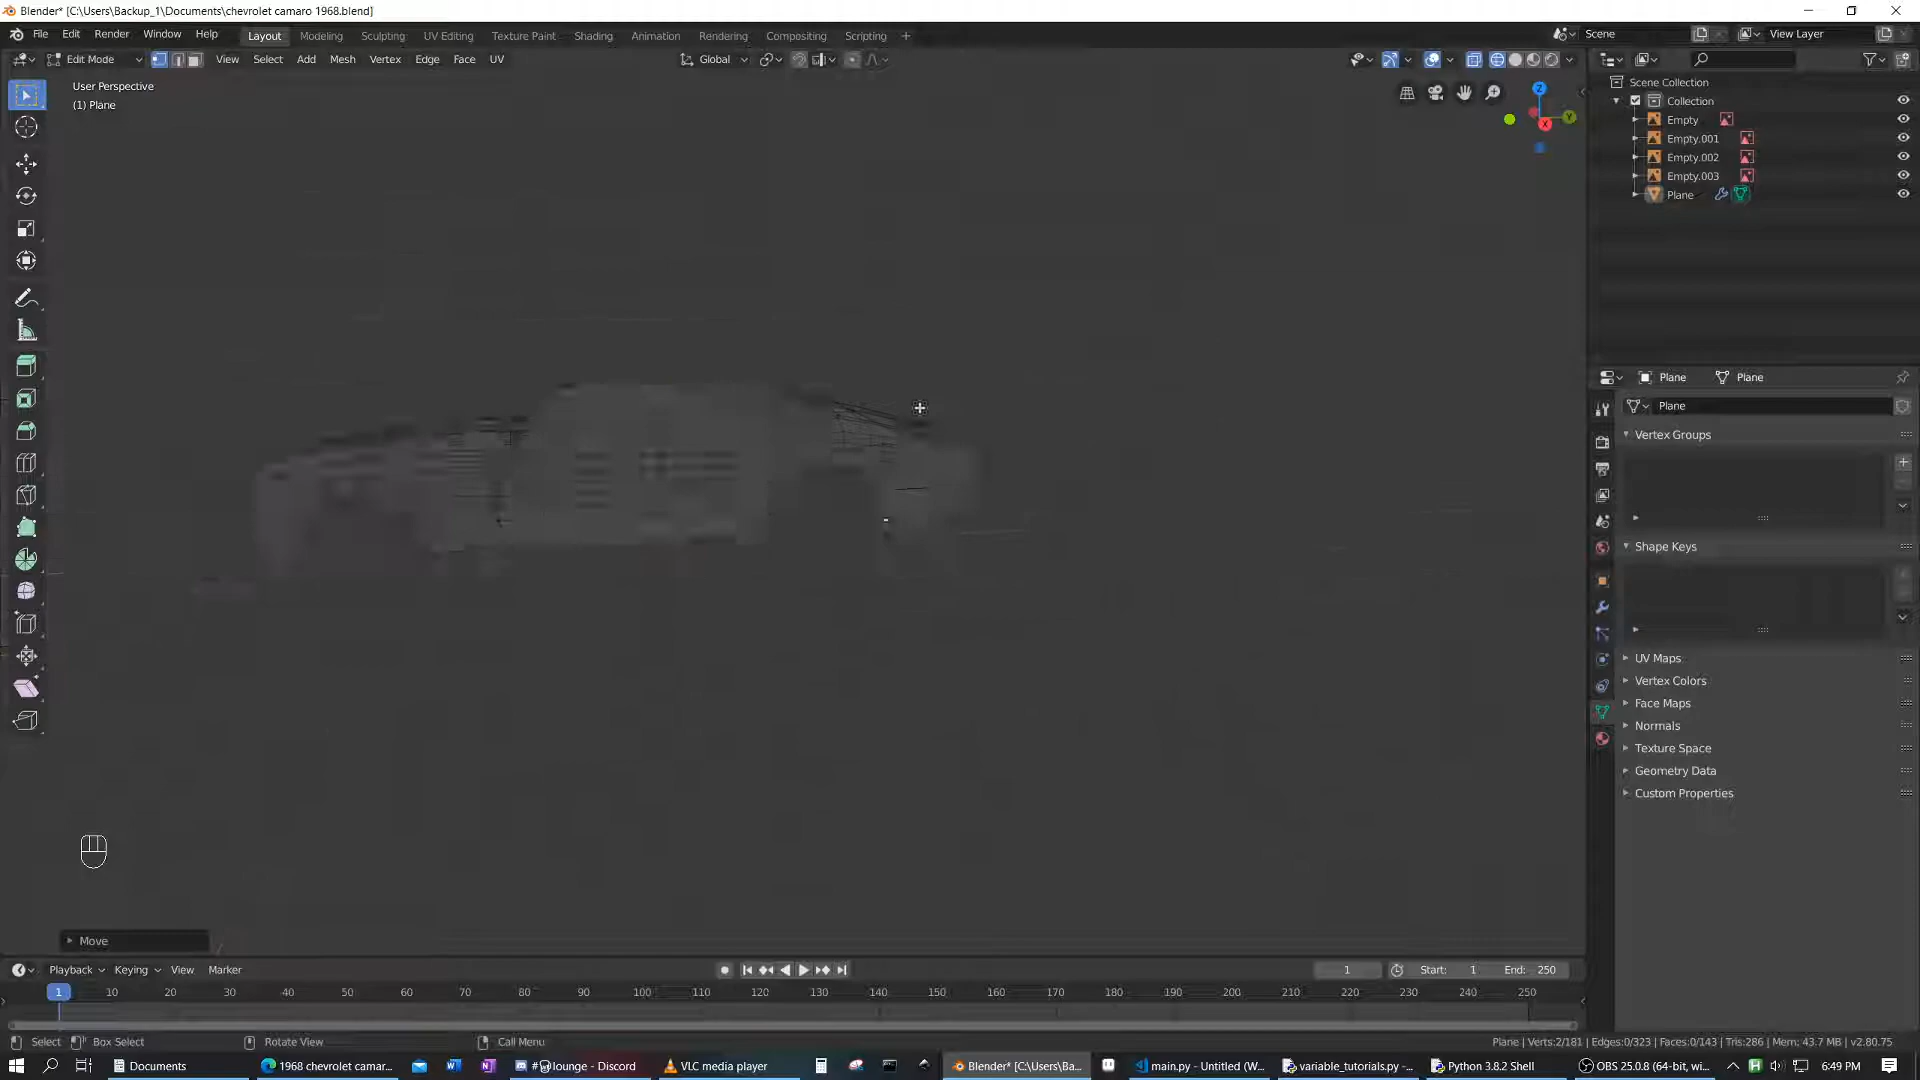 Blender* [C:\Users\Backup_1\Documents\chevrolet camaro 1968.blend]
File Edit Render Window Help Layout Modeling Sculpting UV Editing Texture Paint Shading Animation Rendering Compositing Scripting + Scene View Layer
Edit Mode View Select Add Mesh Vertex Edge Face UV Global
User Perspective
(1) Plane
Scene Collection
Collection
Empty
Empty.001
Empty.002
Empty.003
Plane
Plane Plane
Plane
Vertex Groups
Shape Keys
UV Maps
Vertex Colors
Face Maps
Normals
Texture Space
Geometry Data
Custom Properties
Move
Playback Keying View Marker 1 Start: 1 End: 250
1 10 20 30 40 50 60 70 80 90 100 110 120 130 140 150 160 170 180 190 200 210 220 230 240 250
Select Box Select Rotate View Call Menu Plane | Verts:2/181 | Edges:0/323 | Faces:0/143 | Tris:286 | Mem: 43.7 MB | v2.80.75
Documents 1968 chevrolet camar... lounge - Discord VLC media player Blender* [C:\Users\Ba... main.py - Untitled (W... variable_tutorials.py -... Python 3.8.2 Shell OBS 25.0.8 (64-bit, wi... 6:49 PM